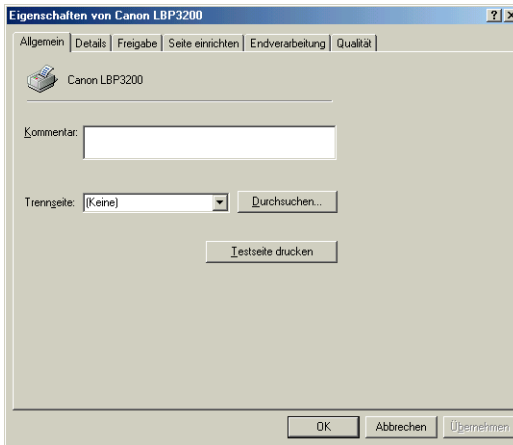 Eigenschaften von Canon LBP3200
Allgemein Details Freigabe Seite einrichten Endverarbeitung Qualität
Canon LBP3200
Kommentar:
Trennseite: (Keine) Durchsuchen...
Testseite drucken
OK Abbrechen Übernehmen